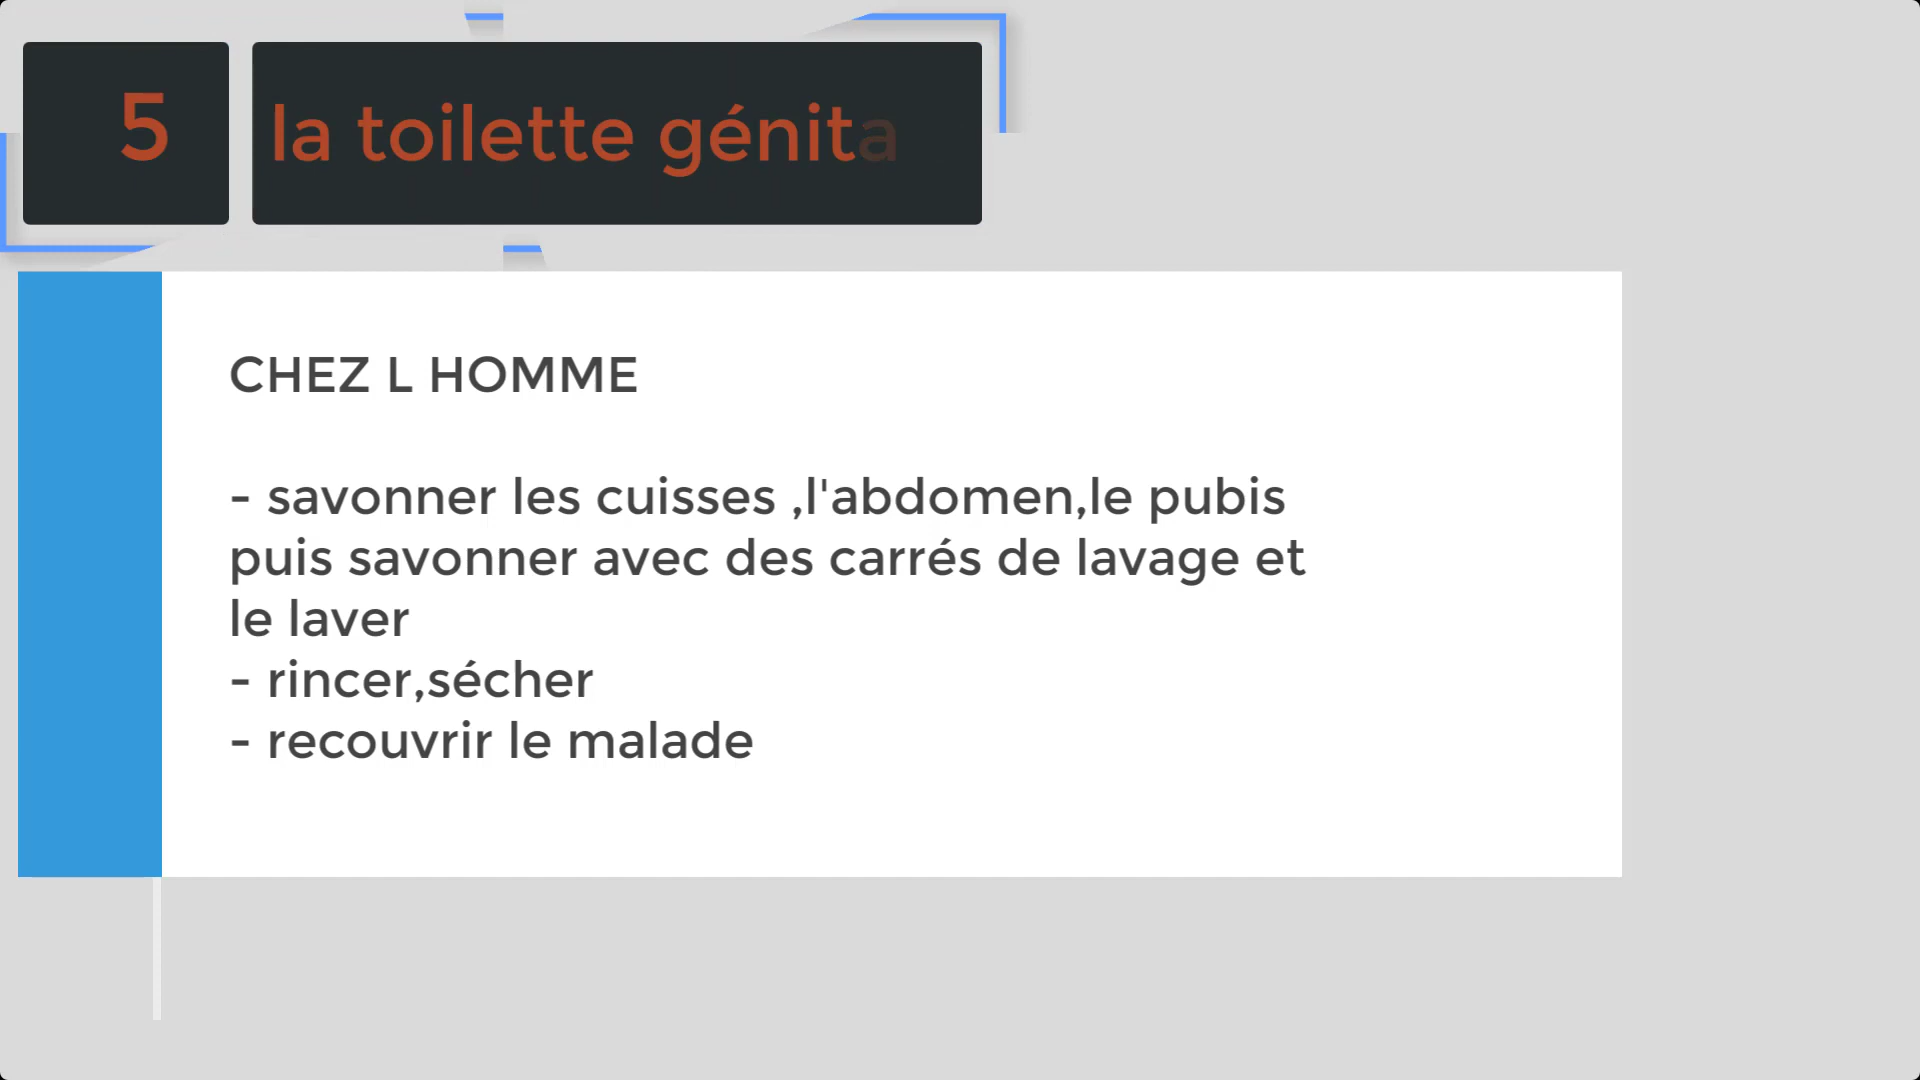 5
la toilette génita
CHEZ L HOMME
- savonner les cuisses ,l'abdomen,le pubis
puis savonner avec des carrés de lavage et
le laver
- rincer,sécher
- recouvrir le malade